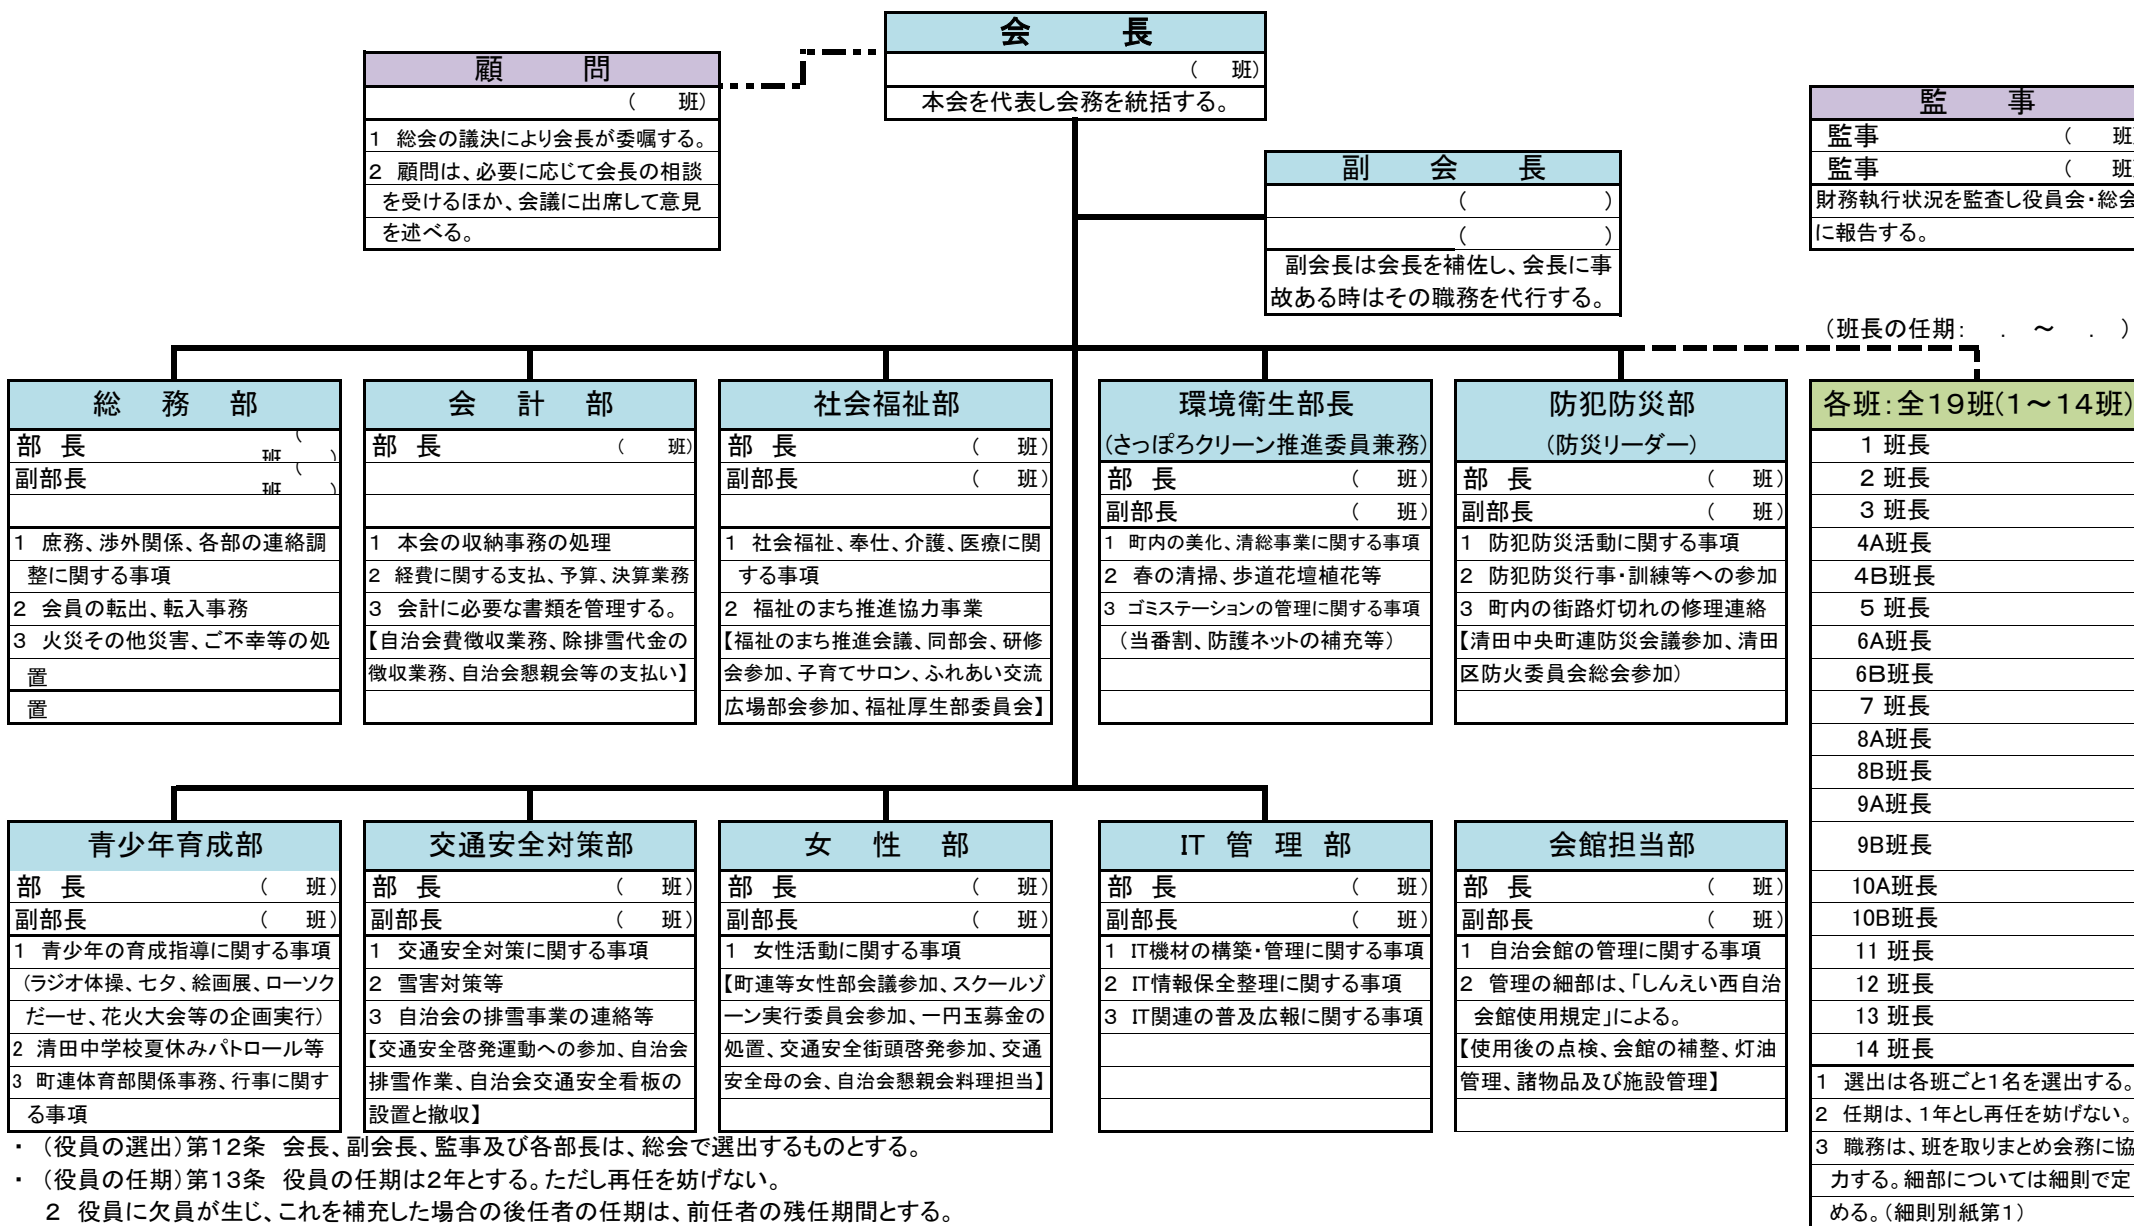 会　長
(　班)
本会を代表し会務を統括する。
顧　問
(　班)
1 総会の議決により会長が委嘱する。
2 顧問は、必要に応じて会長の相談
を受けるほか、会議に出席して意見
を述べる。
副　会　長
(　　)
(　　)
副会長は会長を補佐し、会長に事
故ある時はその職務を代行する。
監　事
監事 (　班
監事 (　班
財務執行状況を監査し役員会・総会
に報告する。
(班長の任期:　.　～　.　)
総　務　部
部 長 (　班　)
副部長 (　班　)
1 庶務、渉外関係、各部の連絡調
整に関する事項
2 会員の転出、転入事務
3 火災その他災害、ご不幸等の処
置
置
会　計　部
部 長 (　班)
1 本会の収納事務の処理
2 経費に関する支払、予算、決算業務
3 会計に必要な書類を管理する。
【自治会費徴収業務、除排雪代金の
徴収業務、自治会懇親会等の支払い】
社会福祉部
部 長 (　班)
副部長 (　班)
1 社会福祉、奉仕、介護、医療に関
する事項
2 福祉のまち推進協力事業
【福祉のまち推進会議、同部会、研修
会参加、子育てサロン、ふれあい交流
広場部会参加、福祉厚生部委員会】
環境衛生部長
(さっぽろクリーン推進委員兼務)
部 長 (　班)
副部長 (　班)
1 町内の美化、清総事業に関する事項
2 春の清掃、歩道花壇植花等
3 ゴミステーションの管理に関する事項
(当番割、防護ネットの補充等)
防犯防災部
(防災リーダー)
部 長 (　班)
副部長 (　班)
1 防犯防災活動に関する事項
2 防犯防災行事・訓練等への参加
3 町内の街路灯切れの修理連絡
【清田中央町連防災会議参加、清田
区防火委員会総会参加)
各班:全19班(1～14班)
1 班長
2 班長
3 班長
4A班長
4B班長
5 班長
6A班長
6B班長
7 班長
8A班長
8B班長
9A班長
9B班長
10A班長
10B班長
11 班長
12 班長
13 班長
14 班長
1 選出は各班ごと1名を選出する。
2 任期は、1年とし再任を妨げない。
3 職務は、班を取りまとめ会務に協
力する。細部については細則で定
める。(細則別紙第1)
青少年育成部
部 長 (　班)
副部長 (　班)
1 青少年の育成指導に関する事項
(ラジオ体操、七夕、絵画展、ローソク
だーせ、花火大会等の企画実行)
2 清田中学校夏休みパトロール等
3 町連体育部関係事務、行事に関す
る事項
交通安全対策部
部 長 (　班)
副部長 (　班)
1 交通安全対策に関する事項
2 雪害対策等
3 自治会の排雪事業の連絡等
【交通安全啓発運動への参加、自治会
排雪作業、自治会交通安全看板の
設置と撤収】
女　性　部
部 長 (　班)
副部長 (　班)
1 女性活動に関する事項
【町連等女性部会議参加、スクールゾ
ーン実行委員会参加、一円玉募金の
処置、交通安全街頭啓発参加、交通
安全母の会、自治会懇親会料理担当】
IT 管 理 部
部 長 (　班)
副部長 (　班)
1 IT機材の構築・管理に関する事項
2 IT情報保全整理に関する事項
3 IT関連の普及広報に関する事項
会館担当部
部 長 (　班)
副部長 (　班)
1 自治会館の管理に関する事項
2 管理の細部は、「しんえい西自治
会館使用規定」による。
【使用後の点検、会館の補整、灯油
管理、諸物品及び施設管理】
・ (役員の選出)第12条 会長、副会長、監事及び各部長は、総会で選出するものとする。
・ (役員の任期)第13条 役員の任期は2年とする。ただし再任を妨げない。
2 役員に欠員が生じ、これを補充した場合の後任者の任期は、前任者の残任期間とする。